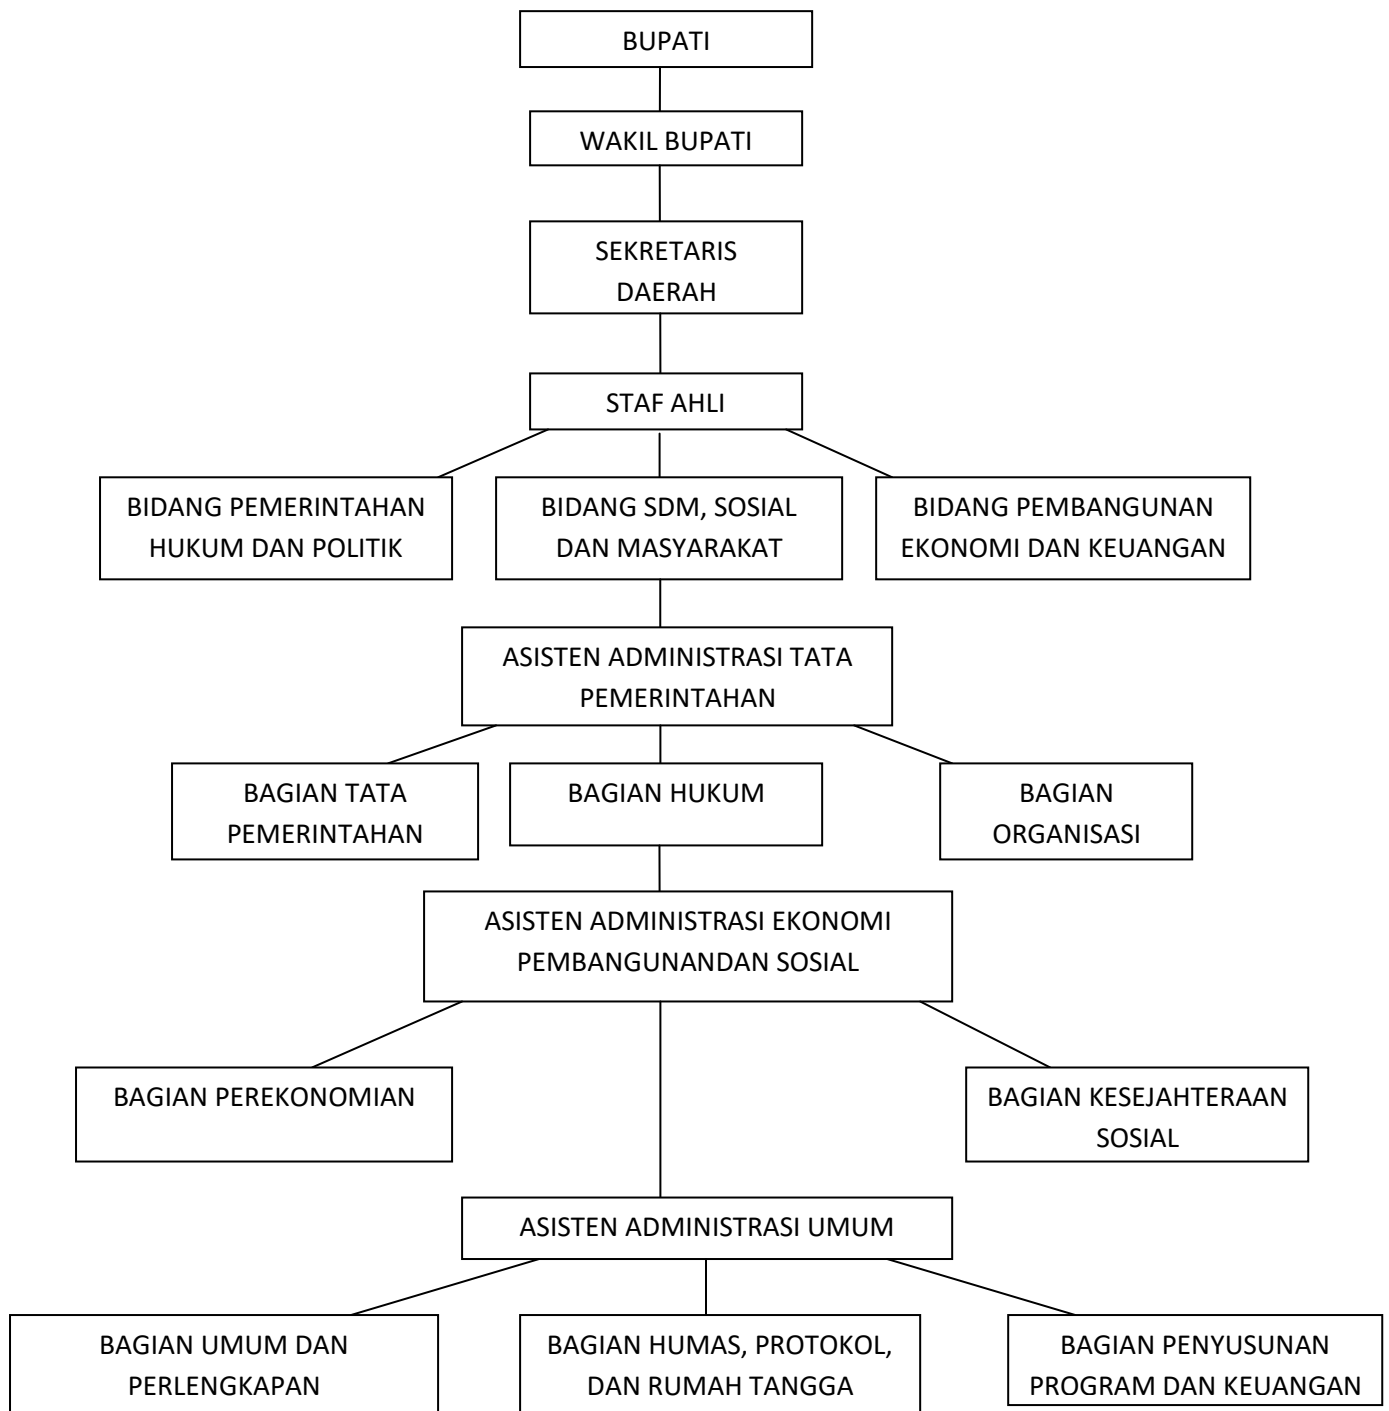 BUPATI
WAKIL BUPATI
SEKRETARIS
DAERAH
STAF AHLI
BIDANG PEMERINTAHAN
HUKUM DAN POLITIK
BIDANG SDM, SOSIAL
DAN MASYARAKAT
BIDANG PEMBANGUNAN
EKONOMI DAN KEUANGAN
ASISTEN ADMINISTRASI TATA
PEMERINTAHAN
BAGIAN TATA
PEMERINTAHAN
BAGIAN HUKUM
BAGIAN
ORGANISASI
ASISTEN ADMINISTRASI EKONOMI
PEMBANGUNANDAN SOSIAL
BAGIAN PEREKONOMIAN
BAGIAN KESEJAHTERAAN
SOSIAL
ASISTEN ADMINISTRASI UMUM
BAGIAN UMUM DAN
PERLENGKAPAN
BAGIAN HUMAS, PROTOKOL,
DAN RUMAH TANGGA
BAGIAN PENYUSUNAN
PROGRAM DAN KEUANGAN